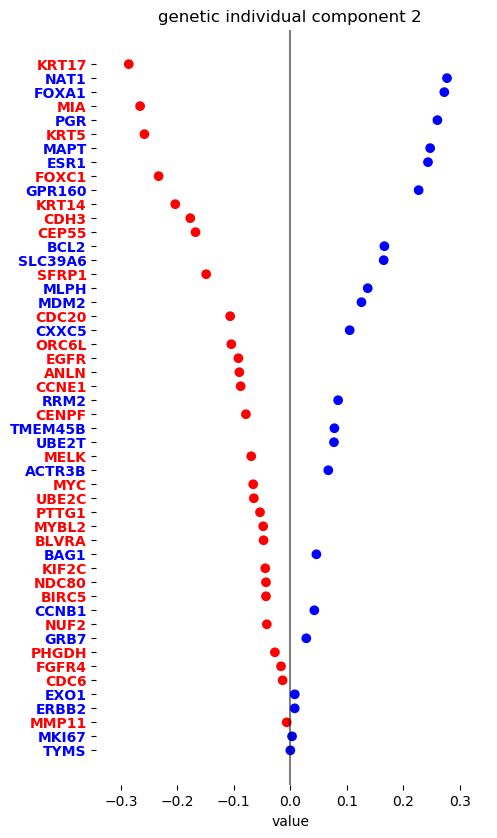 genetic individual component 2
KRT17
NAT1
FOXA1
MIA
PGR
KRT5
MAPT
ESR1
FOXC1
GPR160
KRT14
CDH3
CEP55
BCL2
SLC39A6
SFRP1
MLPH
MDM2
CDC20
CXXC5
ORC6L
EGFR
ANLN
CCNE1
RRM2
CENPF
TMEM45B
UBE2T
MELK
ACTR3B
MYC
UBE2C
PTTG1
MYBL2
BLVRA
BAG1
KIF2C
NDC80
BIRC5
CCNB1
NUF2
GRB7
PHGDH
FGFR4
CDC6
EXO1
ERBB2
MMP11
MKI67
TYMS
−0.3 −0.2 −0.1 0.0 0.1 0.2 0.3
value